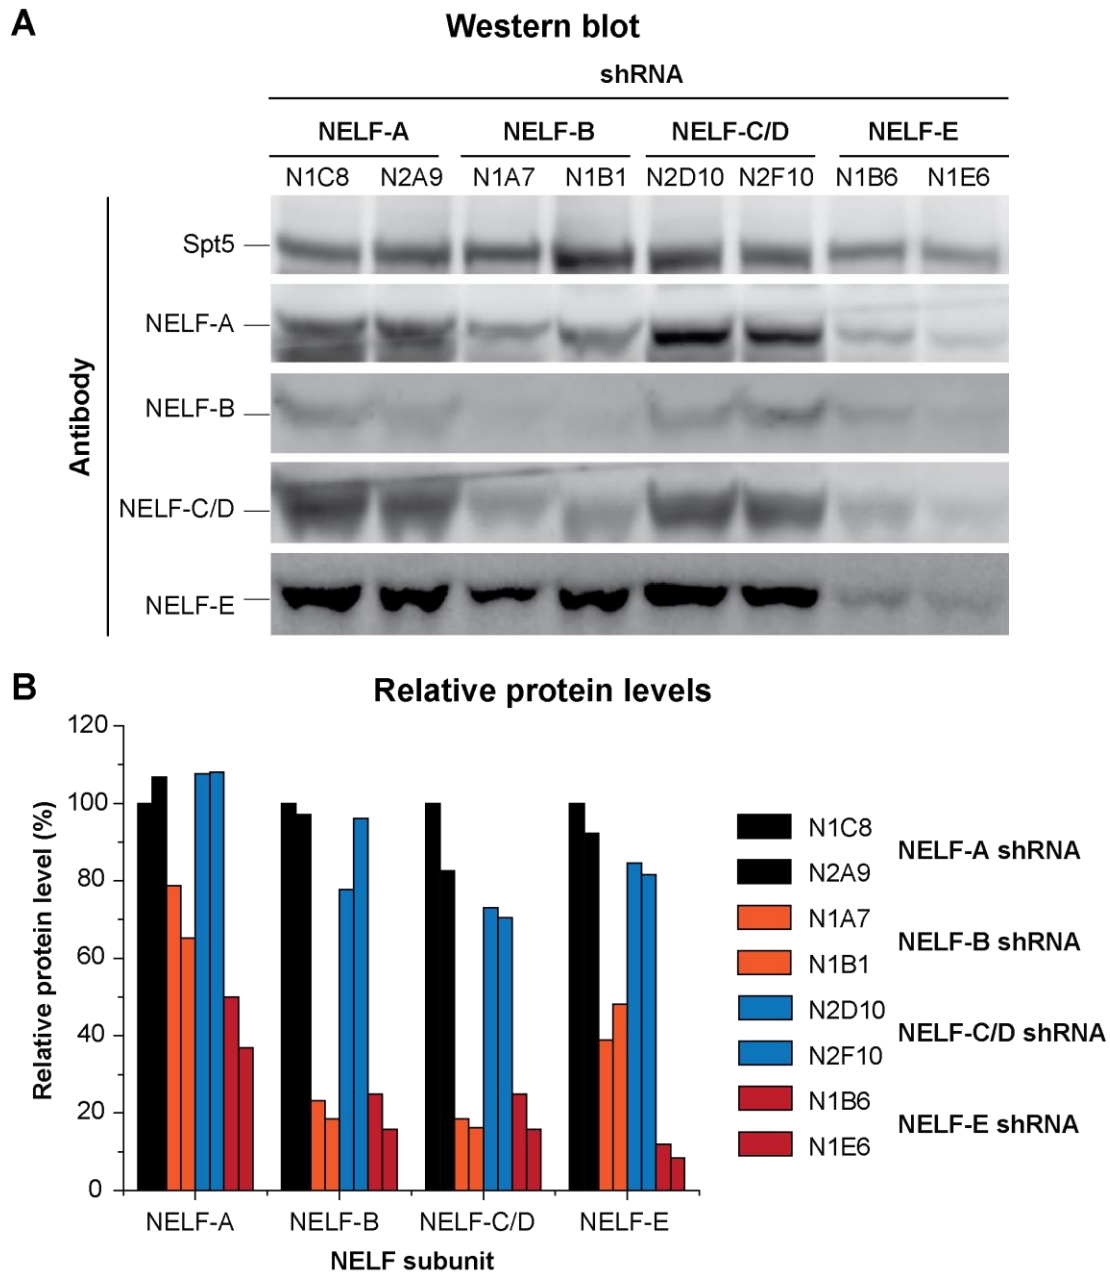 A
Western blot
shRNA
NELF-A NELF-B NELF-C/D NELF-E
N1C8 N2A9 N1A7 N1B1 N2D10 N2F10 N1B6 N1E6
Antibody
Spt5
NELF-A
NELF-B
NELF-C/D
NELF-E
B
Relative protein levels
Relative protein level (%)
120
100
80
60
40
20
0
NELF-A NELF-B NELF-C/D NELF-E
NELF subunit
N1C8
N2A9
NELF-A shRNA
N1A7
N1B1
NELF-B shRNA
N2D10
N2F10
NELF-C/D shRNA
N1B6
N1E6
NELF-E shRNA